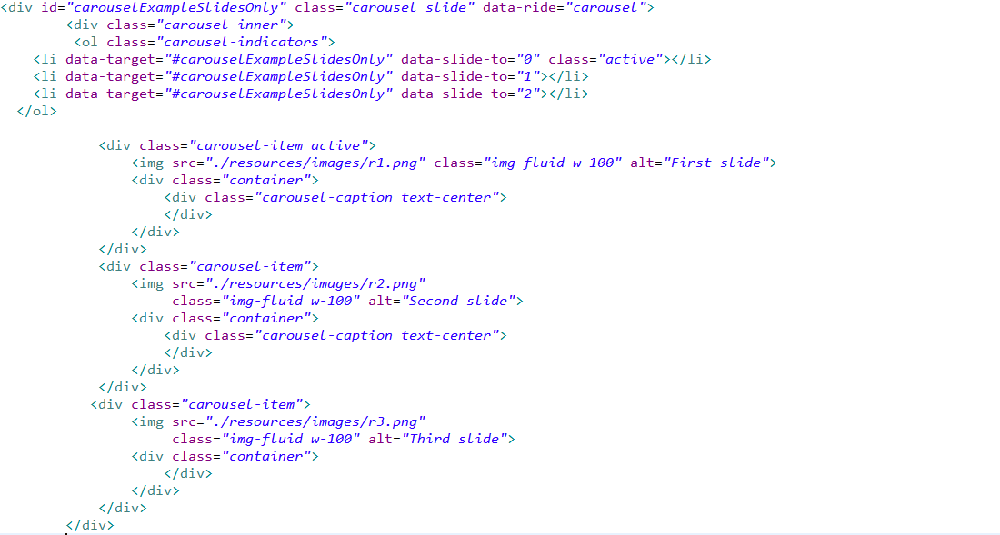 <div id="carouselExampleSlidesOnly" class="carousel slide" data-ride="carousel">
<div class="carousel-inner">
<ol class="carousel-indicators">
<li data-target="#carouselExampleSlidesOnly" data-slide-to="0" class="active"></li>
<li data-target="#carouselExampleSlidesOnly" data-slide-to="1"></li>
<li data-target="#carouselExampleSlidesOnly" data-slide-to="2"></li>
</ol>
<div class="carousel-item active">
<img src="./resources/images/r1.png" class="img-fluid w-100" alt="First slide">
<div class="container">
<div class="carousel-caption text-center">
</div>
</div>
</div>
<div class="carousel-item">
<img src="./resources/images/r2.png"
class="img-fluid w-100" alt="Second slide">
<div class="container">
<div class="carousel-caption text-center">
</div>
</div>
</div>
<div class="carousel-item">
<img src="./resources/images/r3.png"
class="img-fluid w-100" alt="Third slide">
<div class="container">
</div>
</div>
</div>
</div>